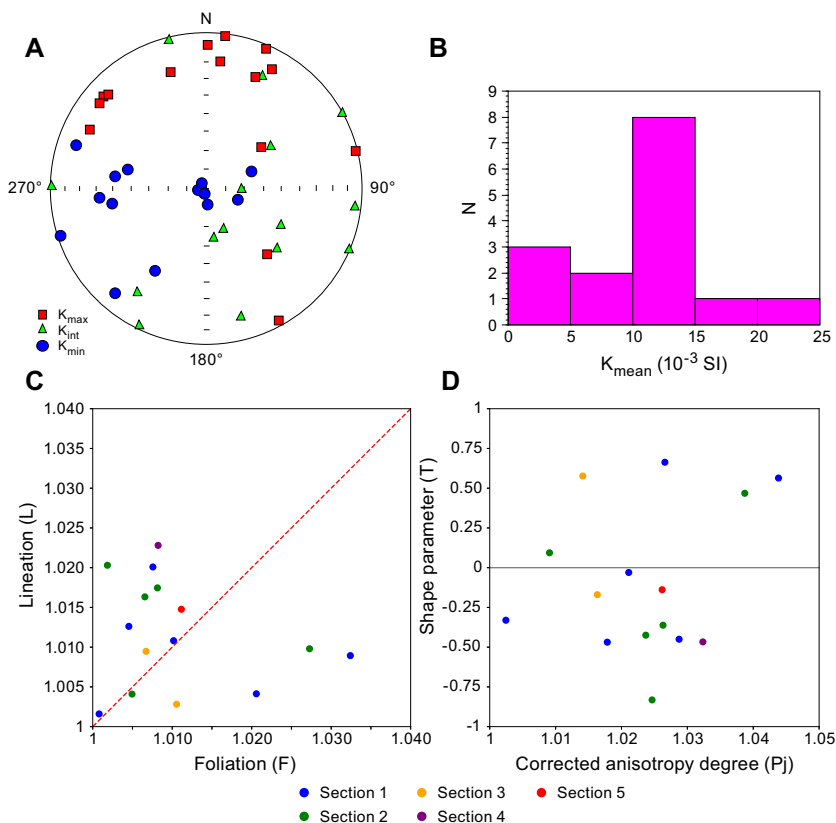 A
N
270°
90°
180°
Kmax
Kint
Kmin
B
9
8
7
6
5
4
3
2
1
0
N
0 5 10 15 20 25
Kmean (10-3 SI)
C
1.040
1.035
1.030
1.025
1.020
1.015
1.010
1.005
1
Lineation (L)
1 1.010 1.020 1.030 1.040
Foliation (F)
D
1
0.75
0.50
0.25
0
-0.25
-0.50
-0.75
-1
Shape parameter (T)
1 1.01 1.02 1.03 1.04 1.05
Corrected anisotropy degree (Pj)
Section 1 Section 3 Section 5
Section 2 Section 4